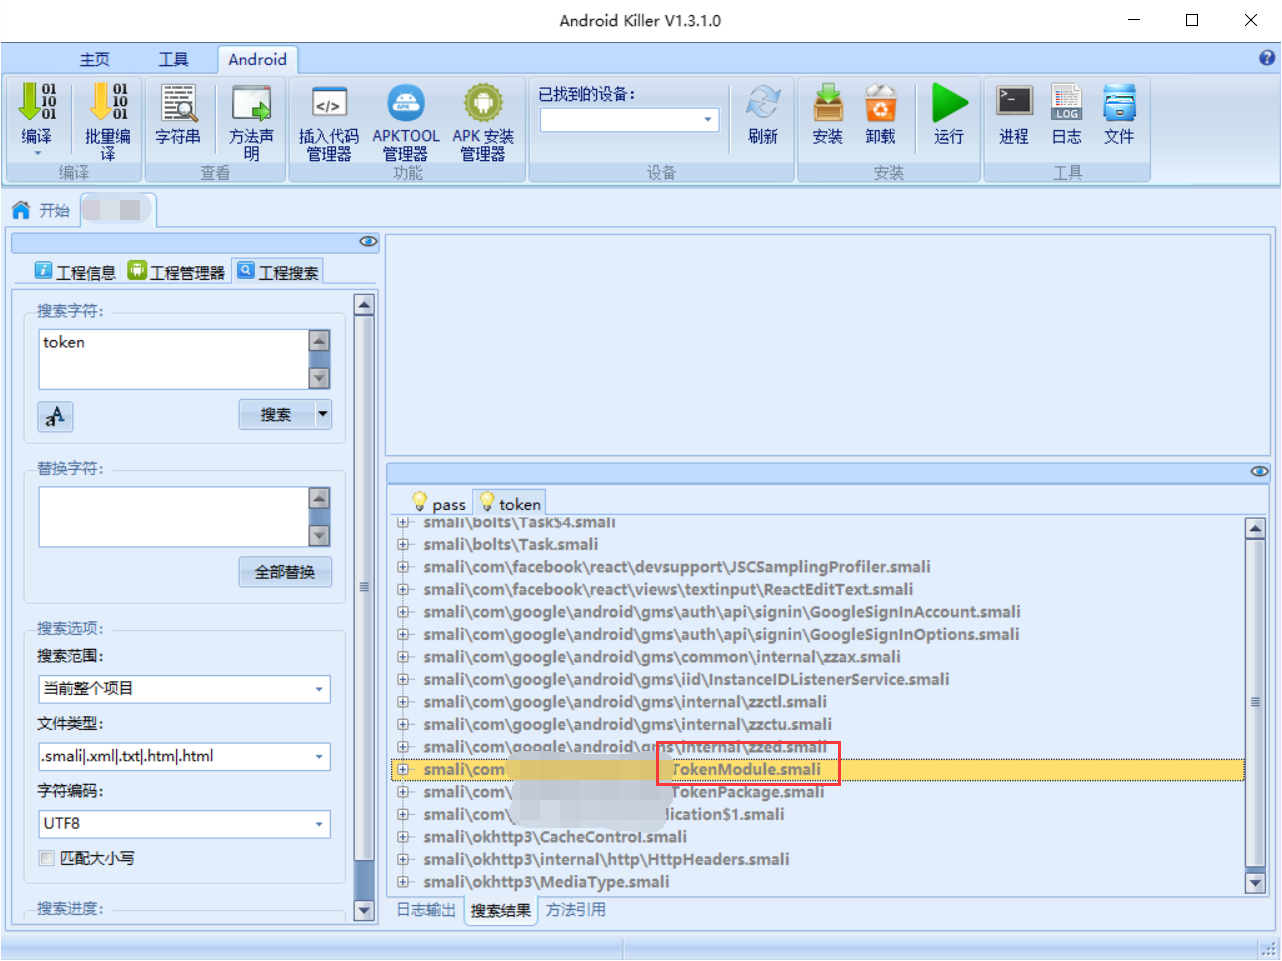 Android Killer V1.3.1.0
主页 工具 Android
编译 批量编译 字符串 方法声明 插入代码管理器 APKTOOL管理器 APK 安装管理器 已找到的设备: 刷新 安装 卸载 运行 进程 日志 文件
编译 查看 功能 设备 安装 工具
开始
工程信息 工程管理器 工程搜索
搜索字符:
token
搜索
替换字符:
全部替换
搜索选项:
搜索范围:
当前整个项目
文件类型:
.smali|.xml|.txt|.htm|.html
字符编码:
UTF8
匹配大小写
搜索进度:
pass token
smali\bolts\Task$4.smali
smali\bolts\Task.smali
smali\com\facebook\react\devsupport\JSCSamplingProfiler.smali
smali\com\facebook\react\views\textinput\ReactEditText.smali
smali\com\google\android\gms\auth\api\signin\GoogleSignInAccount.smali
smali\com\google\android\gms\auth\api\signin\GoogleSignInOptions.smali
smali\com\google\android\gms\common\internal\zzax.smali
smali\com\google\android\gms\iid\InstanceIDListenerService.smali
smali\com\google\android\gms\internal\zzctl.smali
smali\com\google\android\gms\internal\zzctu.smali
smali\com\google\android\gms\internal\zzed.smali
smali\com TokenModule.smali
smali\com\ TokenPackage.smali
smali\com\ lication$1.smali
smali\okhttp3\CacheControl.smali
smali\okhttp3\internal\http\HttpHeaders.smali
smali\okhttp3\MediaType.smali
日志输出 搜索结果 方法引用